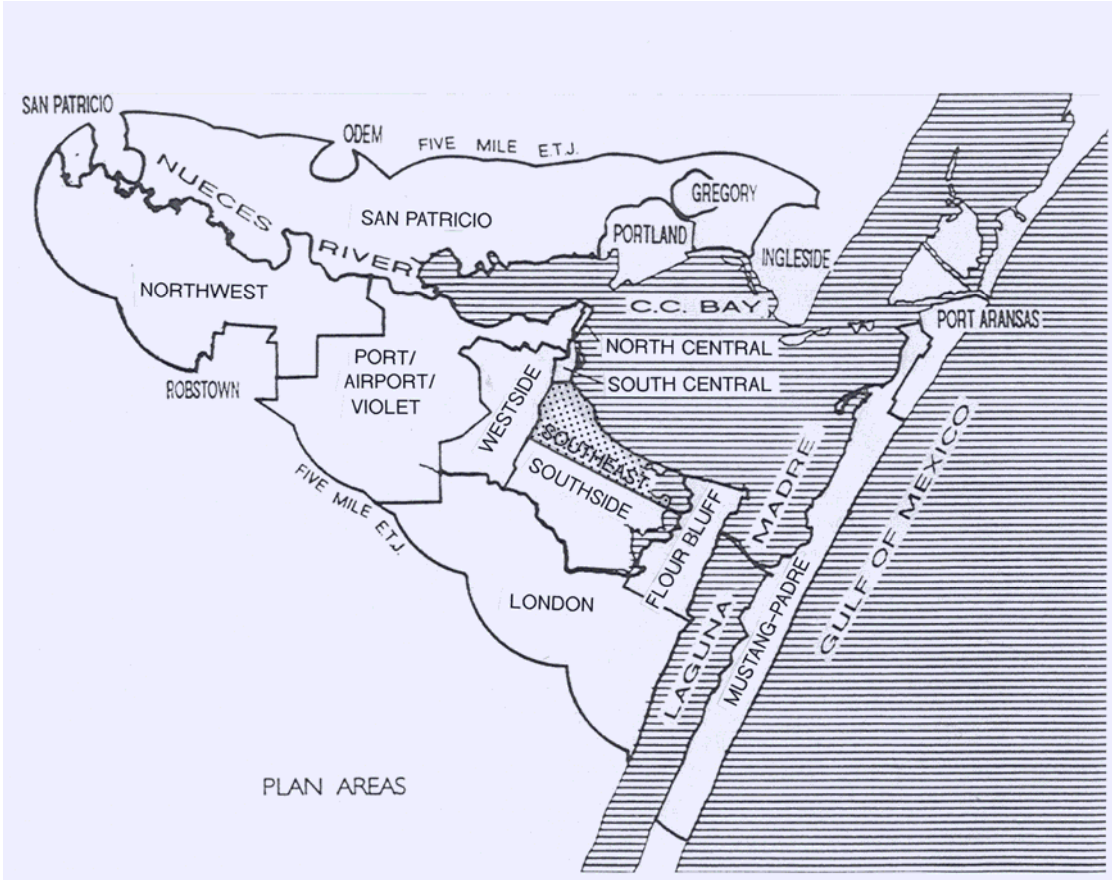 SAN PATRICIO
ODEM
FIVE MILE E.T.J.
NUECES
RIVER
SAN PATRICIO
GREGORY
PORTLAND
INGLESIDE
NORTHWEST
C.C. BAY
PORT ARANSAS
NORTH CENTRAL
SOUTH CENTRAL
PORT/
AIRPORT/
VIOLET
ROBSTOWN
WESTSIDE
SOUTHEAST
SOUTHSIDE
FLOUR BLUFF
FIVE MILE E.T.J.
LONDON
LAGUNA
MADRE
MUSTANG-PADRE
GULF OF MEXICO
PLAN AREAS